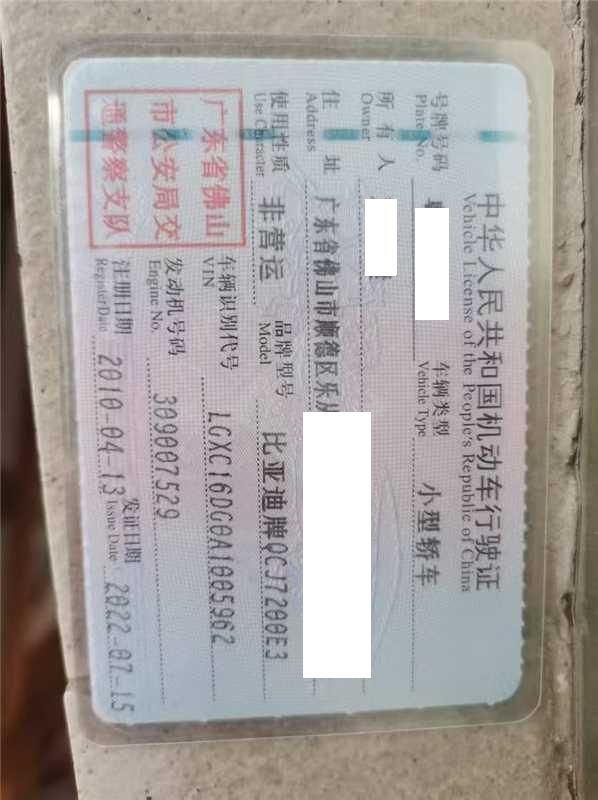 中华人民共和国机动车行驶证
Vehicle License of the People's Republic of China
号牌号码 车辆类型 小型轿车
Plate No. Vehicle Type
所有人
Owner
住址 广东省佛山市顺德区乐从
Address
使用性质 非营运 品牌型号 比亚迪牌QCJ7200E3
Use Character Model
广东省佛山
市公安局交
通警察支队
车辆识别代号 LGXC16DG0A1005962
VIN
发动机号码 309007529
Engine No.
注册日期 2010-04-13 发证日期 2022-07-15
Register Date Issue Date